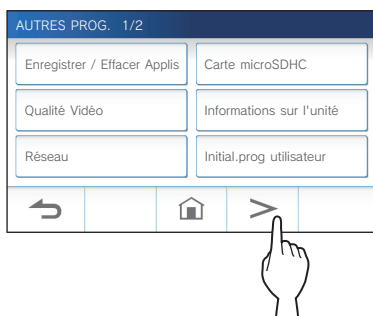 AUTRES PROG. 1/2
Enregistrer / Effacer Applis
Carte microSDHC
Qualité Vidéo
Informations sur l'unité
Réseau
Initial.prog utilisateur